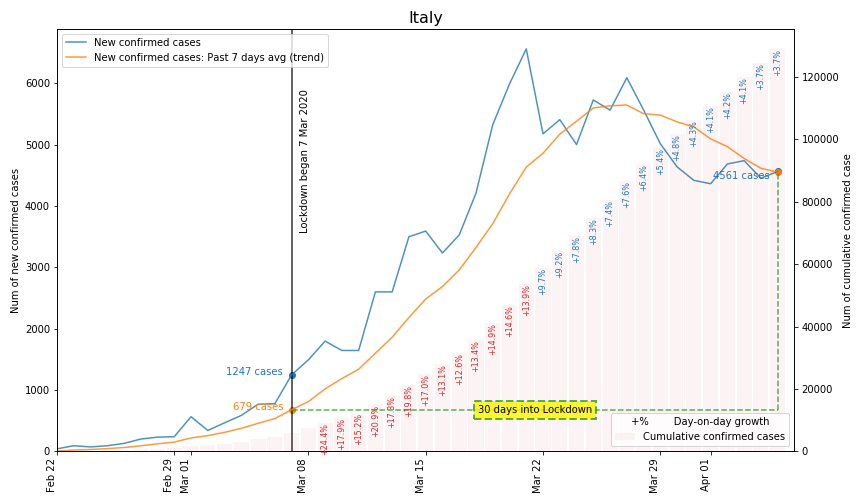 Italy
New confirmed cases
New confirmed cases: Past 7 days avg (trend)
Num of new confirmed cases
6000
5000
4000
3000
2000
1000
0
Num of cumulative confirmed case
120000
100000
80000
60000
40000
20000
0
Lockdown began 7 Mar 2020
1247 cases
679 cases
4561 cases
30 days into Lockdown
+24.4%
+17.9%
+15.2%
+20.9%
+17.3%
+19.8%
+17.0%
+13.1%
+12.6%
+13.4%
+14.9%
+14.6%
+13.9%
+9.7%
+9.2%
+7.8%
+8.3%
+7.4%
+7.6%
+6.4%
+5.4%
+4.8%
+4.3%
+4.1%
+4.2%
+4.1%
+3.7%
+3.7%
+% Day-on-day growth
Cumulative confirmed cases
Feb 22
Feb 29
Mar 01
Mar 08
Mar 15
Mar 22
Mar 29
Apr 01